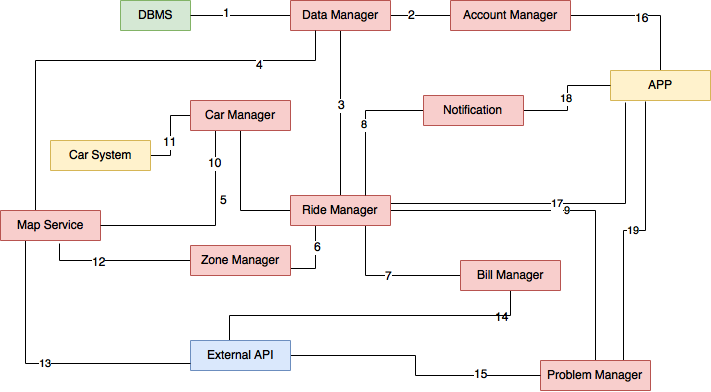 DBMS
1
Data Manager
2
Account Manager
16
4
APP
3
18
Car Manager
Notification
8
11
Car System
10
5
17
Ride Manager
9
Map Service
19
6
12
Zone Manager
7
Bill Manager
14
External API
13
15
Problem Manager